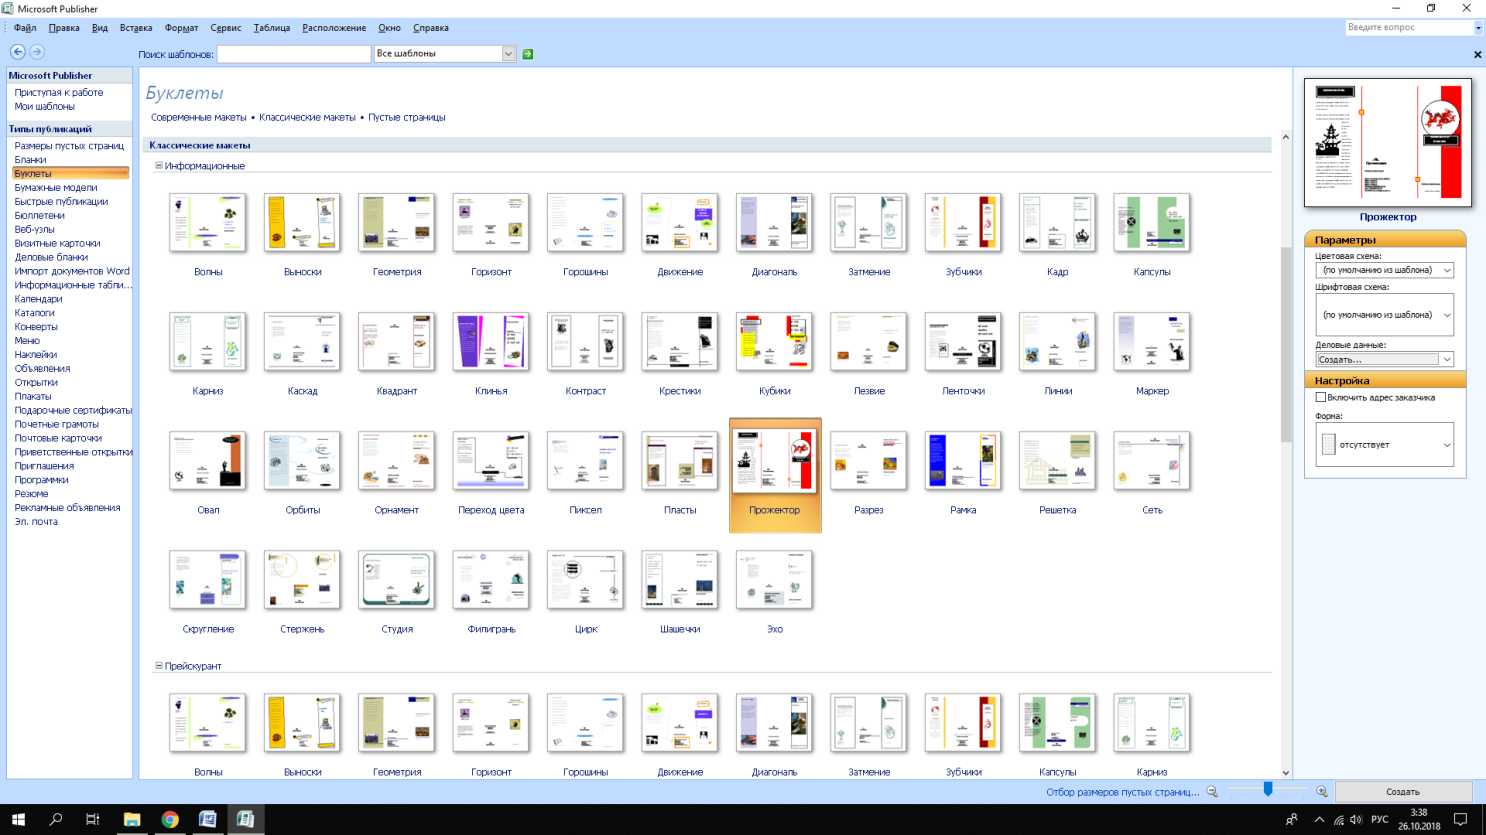 Microsoft Publisher
Файл Правка Вид Вставка Формат Сервис Таблица Расположение Окно Справка
Введите вопрос
Поиск шаблонов:
Все шаблоны
Microsoft Publisher
Приступая к работе
Мои шаблоны
Типы публикаций
Размеры пустых страниц
Бланки
Буклеты
Бумажные модели
Быстрые публикации
Бюллетени
Веб-узлы
Визитные карточки
Деловые бланки
Импорт документов Word
Информационные табли...
Календари
Каталоги
Конверты
Меню
Наклейки
Объявления
Открытки
Плакаты
Подарочные сертификаты
Почетные грамоты
Почтовые карточки
Приветственные открытки
Приглашения
Программки
Резюме
Рекламные объявления
Эл. почта
Буклеты
Современные макеты • Классические макеты • Пустые страницы
Классические макеты
Информационные
Волны Выноски Геометрия Горизонт Горошины Движение Диагональ Затмение Зубчики Кадр Капсулы
Карниз Каскад Квадрант Клинья Контраст Крестики Кубики Лезвие Ленточки Линии Маркер
Овал Орбиты Орнамент Переход цвета Пиксел Пласты Прожектор Разрез Рамка Решетка Сеть
Скругление Стержень Студия Филигрань Цирк Шашечки Эхо
Прейскурант
Волны Выноски Геометрия Горизонт Горошины Движение Диагональ Затмение Зубчики Капсулы Карниз
Прожектор
Параметры
Цветовая схема:
(по умолчанию из шаблона)
Шрифтовая схема:
(по умолчанию из шаблона)
Деловые данные:
Создать...
Настройка
Включить адрес заказчика
Форма:
отсутствует
Отбор размеров пустых страниц...
Создать
РУС
3:38
26.10.2018